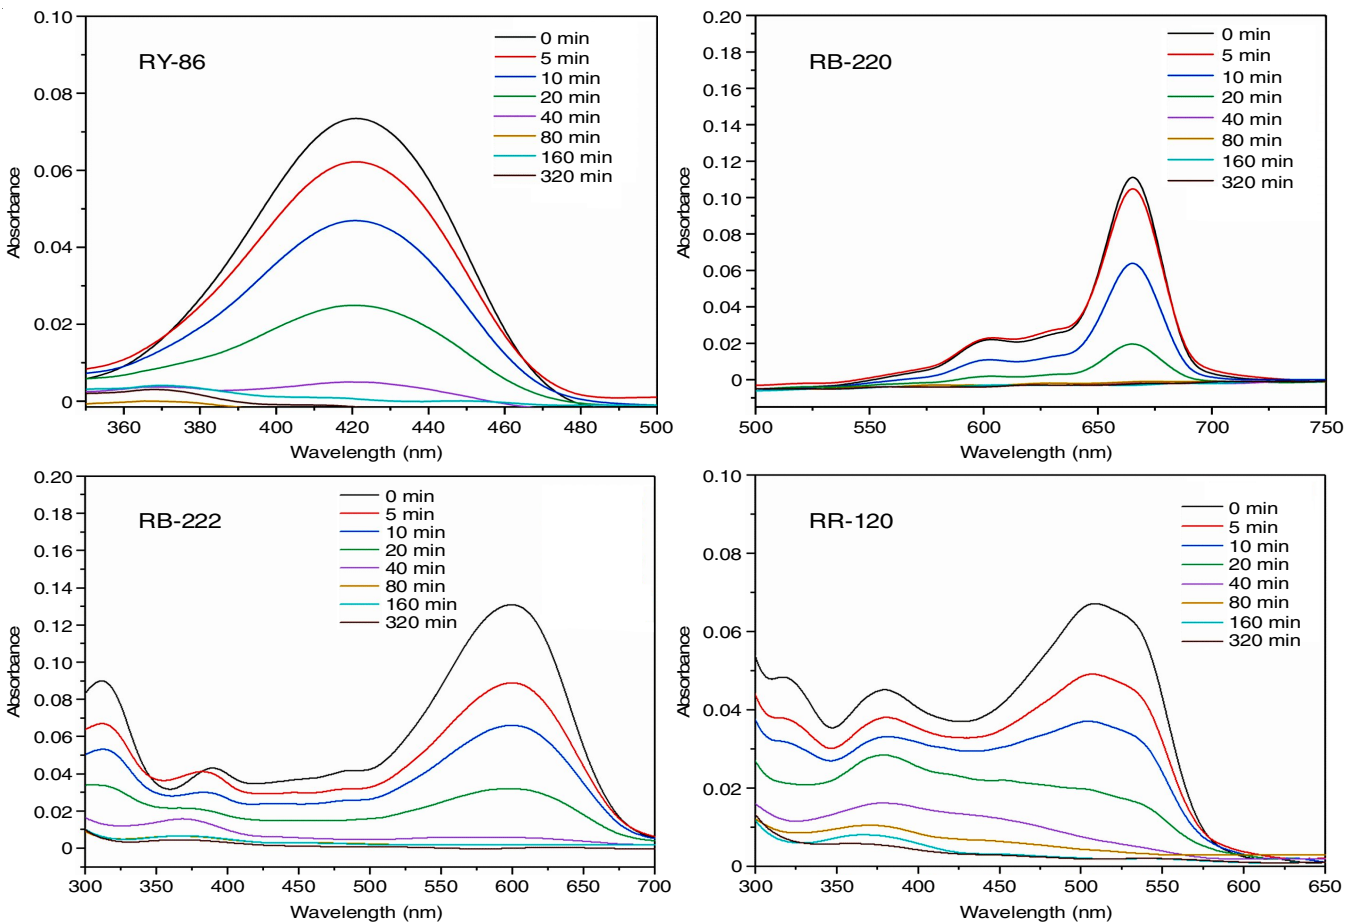 RY-86
0 min
5 min
10 min
20 min
40 min
80 min
160 min
320 min
0.10
0.08
0.06
0.04
0.02
0
Absorbance
360 380 400 420 440 460 480 500
Wavelength (nm)
RB-220
0 min
5 min
10 min
20 min
40 min
80 min
160 min
320 min
0.20
0.18
0.16
0.14
0.12
0.10
0.08
0.06
0.04
0.02
0
Absorbance
500 550 600 650 700 750
Wavelength (nm)
RB-222
0 min
5 min
10 min
20 min
40 min
80 min
160 min
320 min
0.20
0.18
0.16
0.14
0.12
0.10
0.08
0.06
0.04
0.02
0
Absorbance
300 350 400 450 500 550 600 650 700
Wavelength (nm)
RR-120
0 min
5 min
10 min
20 min
40 min
80 min
160 min
320 min
0.10
0.08
0.06
0.04
0.02
0
Absorbance
300 350 400 450 500 550 600 650
Wavelength (nm)